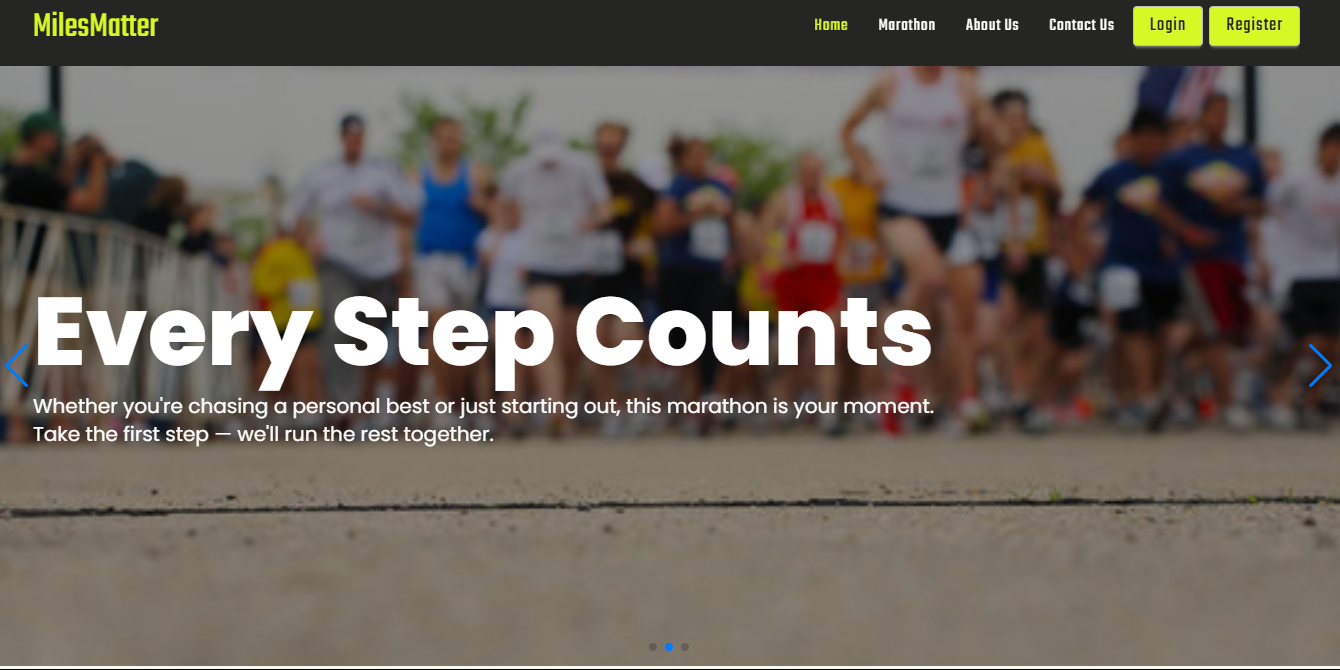 MilesMatter
Home Marathon About Us Contact Us Login Register
Every Step Counts
Whether you're chasing a personal best or just starting out, this marathon is your moment.
Take the first step — we'll run the rest together.